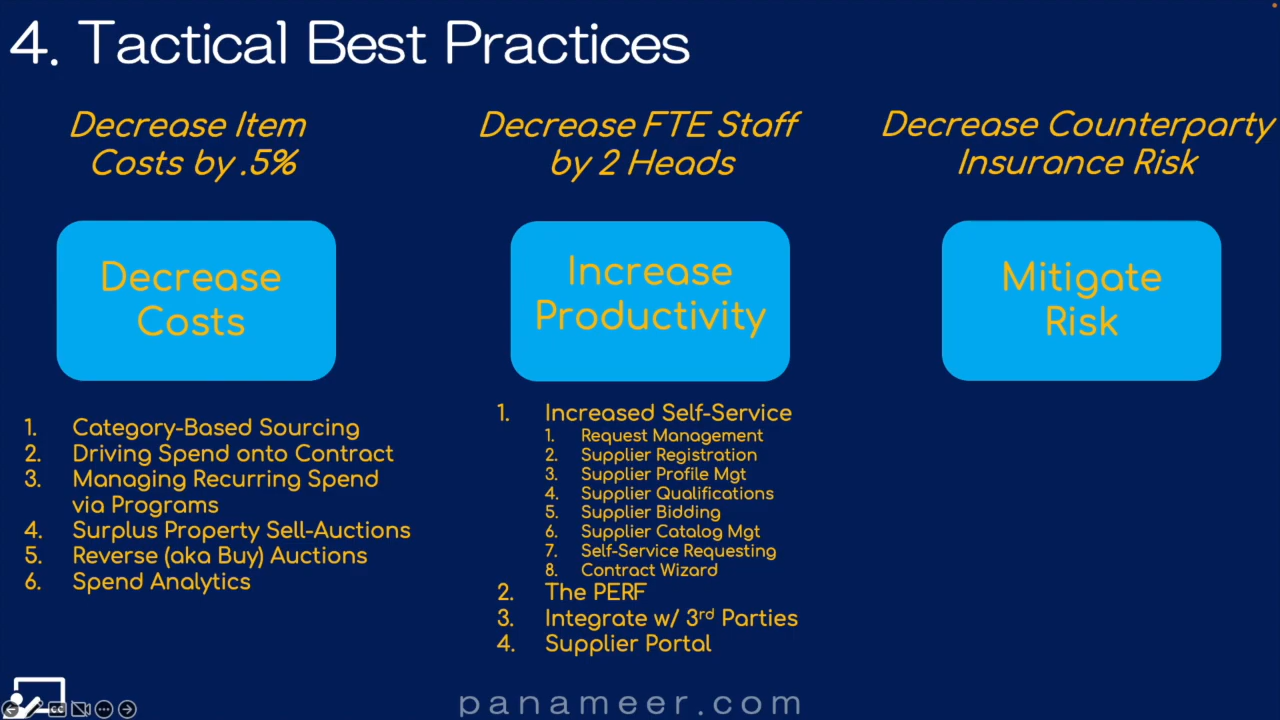 4. Tactical Best Practices
Decrease Item
Costs by .5%
Decrease Costs
1. Category-Based Sourcing
2. Driving Spend onto Contract
3. Managing Recurring Spend
via Programs
4. Surplus Property Sell-Auctions
5. Reverse (aka Buy) Auctions
6. Spend Analytics
Decrease FTE Staff
by 2 Heads
Increase
Productivity
1. Increased Self-Service
1. Request Management
2. Supplier Registration
3. Supplier Profile Mgt
4. Supplier Qualifications
5. Supplier Bidding
6. Supplier Catalog Mgt
7. Self-Service Requesting
8. Contract Wizard
2. The PERF
3. Integrate w/ 3rd Parties
4. Supplier Portal
Decrease Counterparty
Insurance Risk
Mitigate
Risk
CC
panameer.com